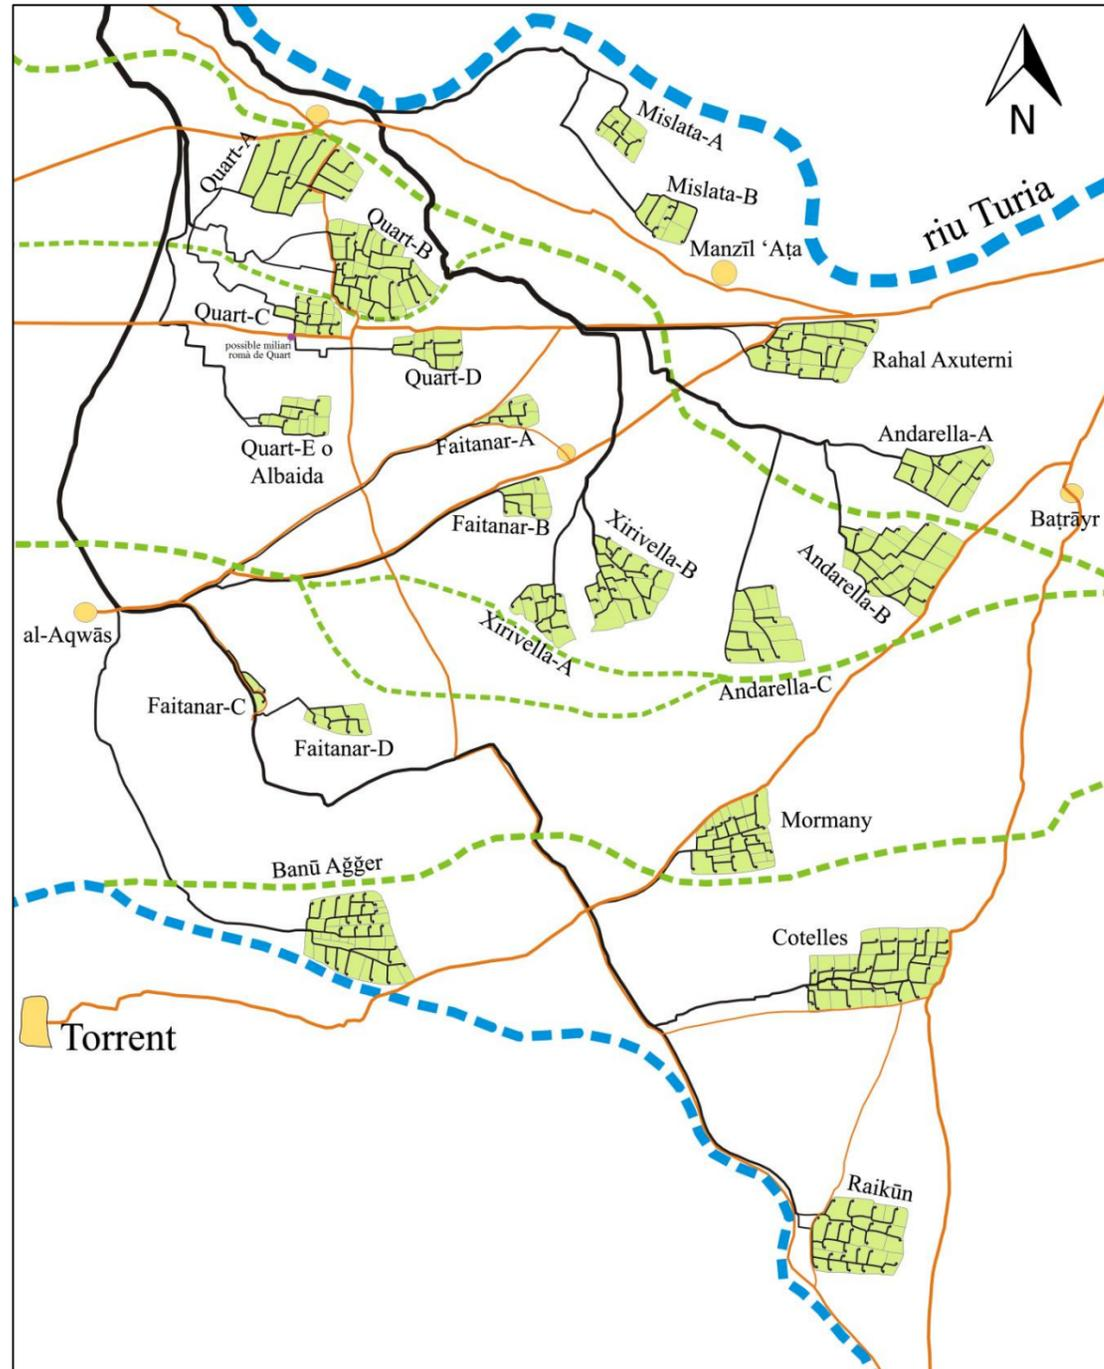 N
Mislata-A
Quart-A
Mislata-B
riu Turia
Quart-B
Manzīl ‘Aṭa
Quart-C
possible miliari
romà de Quart
Rahal Axuterni
Quart-D
Andarella-A
Faitanar-A
Quart-E o
Albaida
Baṭrāyr
Faitanar-B
Xirivella-B
Andarella-B
al-Aqwās
Xirivella-A
Andarella-C
Faitanar-C
Faitanar-D
Mormany
Banū Aǧǧer
Cotelles
Torrent
Raikūn